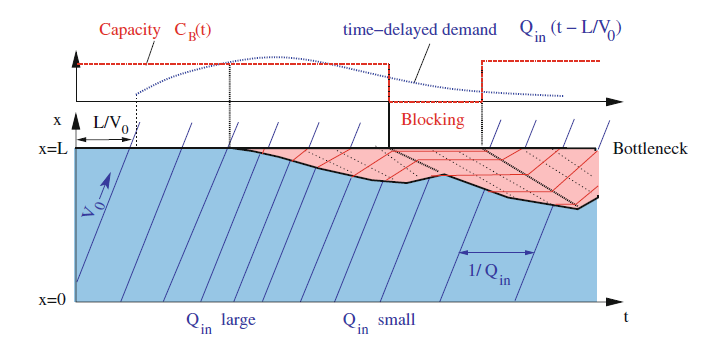 Capacity C_B(t)
time–delayed demand Q_in (t – L/V_0)
x
L/V_0
Blocking
x=L
Bottleneck
V_0
1/Q_in
x=0
Q_in large
Q_in small
t